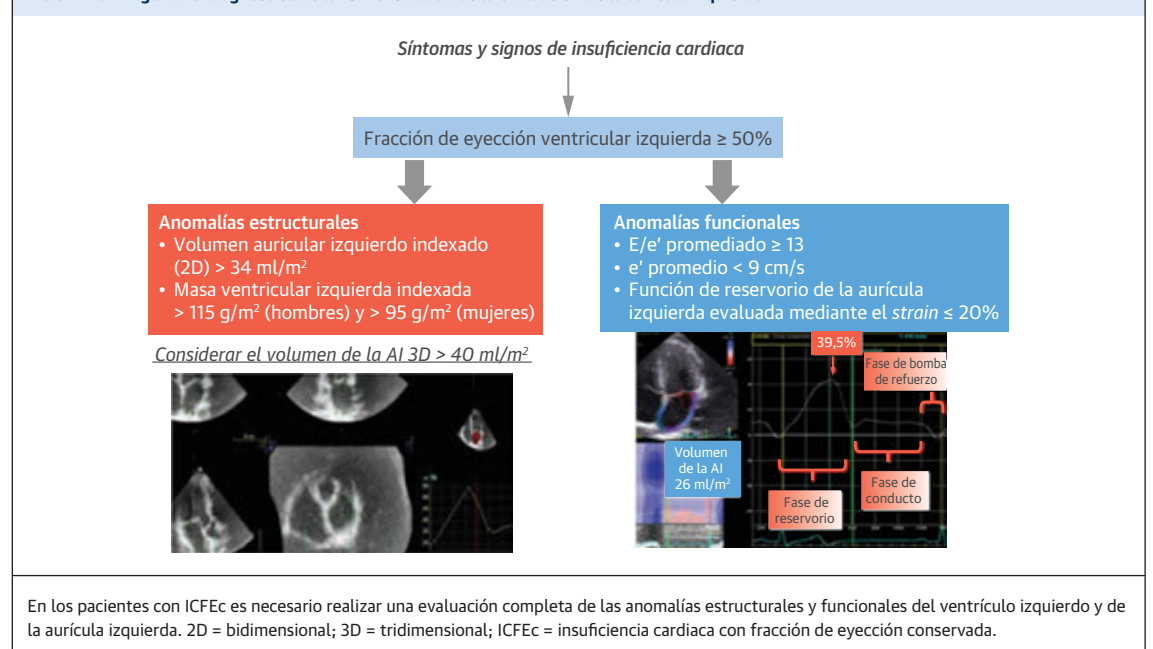 Síntomas y signos de insuficiencia cardiaca
Fracción de eyección ventricular izquierda ≥ 50%
Anomalías estructurales
• Volumen auricular izquierdo indexado
(2D) > 34 ml/m²
• Masa ventricular izquierda indexada
> 115 g/m² (hombres) y > 95 g/m² (mujeres)
Considerar el volumen de la AI 3D > 40 ml/m²
Anomalías funcionales
• E/e' promediado ≥ 13
• e' promedio < 9 cm/s
• Función de reservorio de la aurícula
izquierda evaluada mediante el strain ≤ 20%
39,5%
Fase de bomba
de refuerzo
Volumen
de la AI
26 ml/m²
Fase de
reservorio
Fase de
conducto
En los pacientes con ICFEc es necesario realizar una evaluación completa de las anomalías estructurales y funcionales del ventrículo izquierdo y de
la aurícula izquierda. 2D = bidimensional; 3D = tridimensional; ICFEc = insuficiencia cardiaca con fracción de eyección conservada.